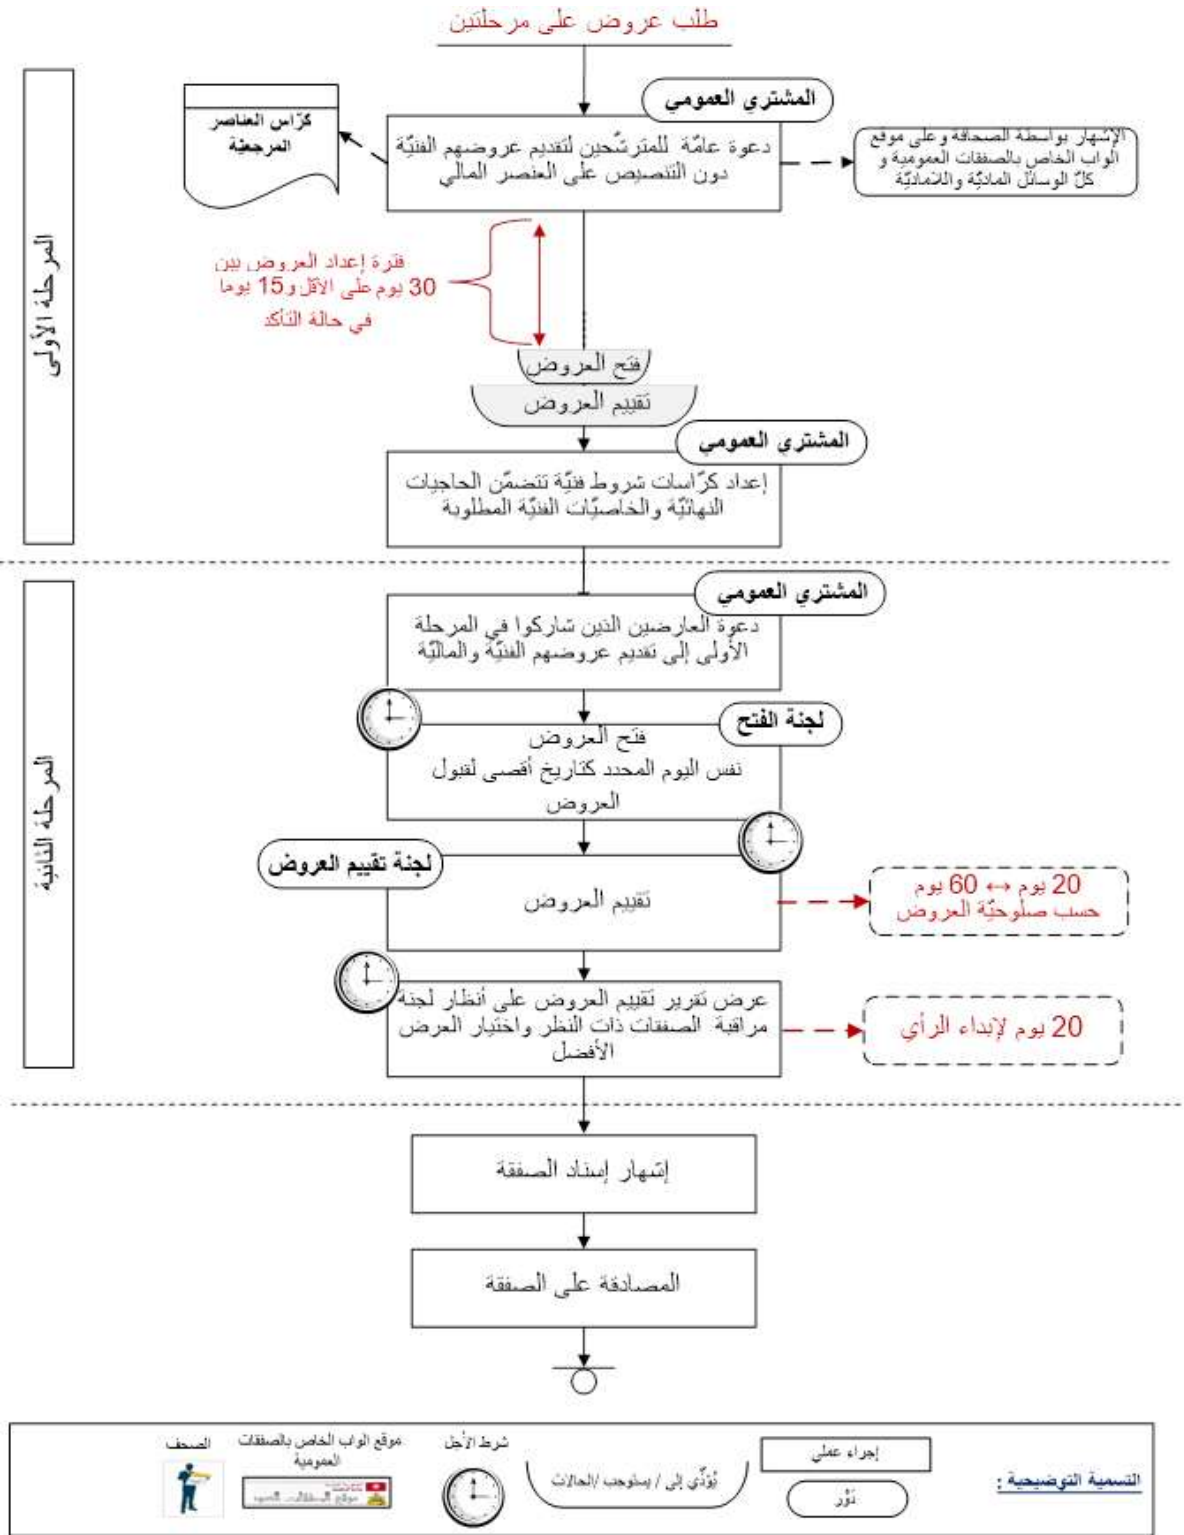 طلب عروض على مرحلتين
المرحلة الأولى
المشتري العمومي
كرّاس العناصر
المرجعيّة
دعوة عامّة للمترشّحين لتقديم عروضهم الفنيّة
دون التنصيص على العنصر المالي
الإشهار بواسطة الصحافة وعلى موقع
الواب الخاص بالصفقات العمومية و
كلّ الوسائل الماديّة واللاماديّة
فترة إعداد العروض بين
30 يوم على الأقل و15 يوما
في حالة التأكد
فتح العروض
تقييم العروض
المشتري العمومي
إعداد كرّاسات شروط فنيّة تتضمّن الحاجيات
النهائيّة والخاصيّات الفنيّة المطلوبة
المرحلة الثانية
المشتري العمومي
دعوة العارضين الذين شاركوا في المرحلة
الأولى إلى تقديم عروضهم الفنيّة والماليّة
لجنة الفتح
فتح العروض
نفس اليوم المحدد كتاريخ أقصى لقبول
العروض
لجنة تقييم العروض
تقييم العروض
20 يوم ↔ 60 يوم
حسب صلوحيّة العروض
عرض تقرير تقييم العروض على أنظار لجنة
مراقبة الصفقات ذات النظر واختيار العرض
الأفضل
20 يوم لإبداء الرأي
إشهار إسناد الصفقة
المصادقة على الصفقة
التسمية التوضيحية :
إجراء عملي
دَوْر
يُؤدّي إلى / يستوجب /الحالات
شرط الأجل
موقع الواب الخاص بالصفقات
العمومية
الصحف